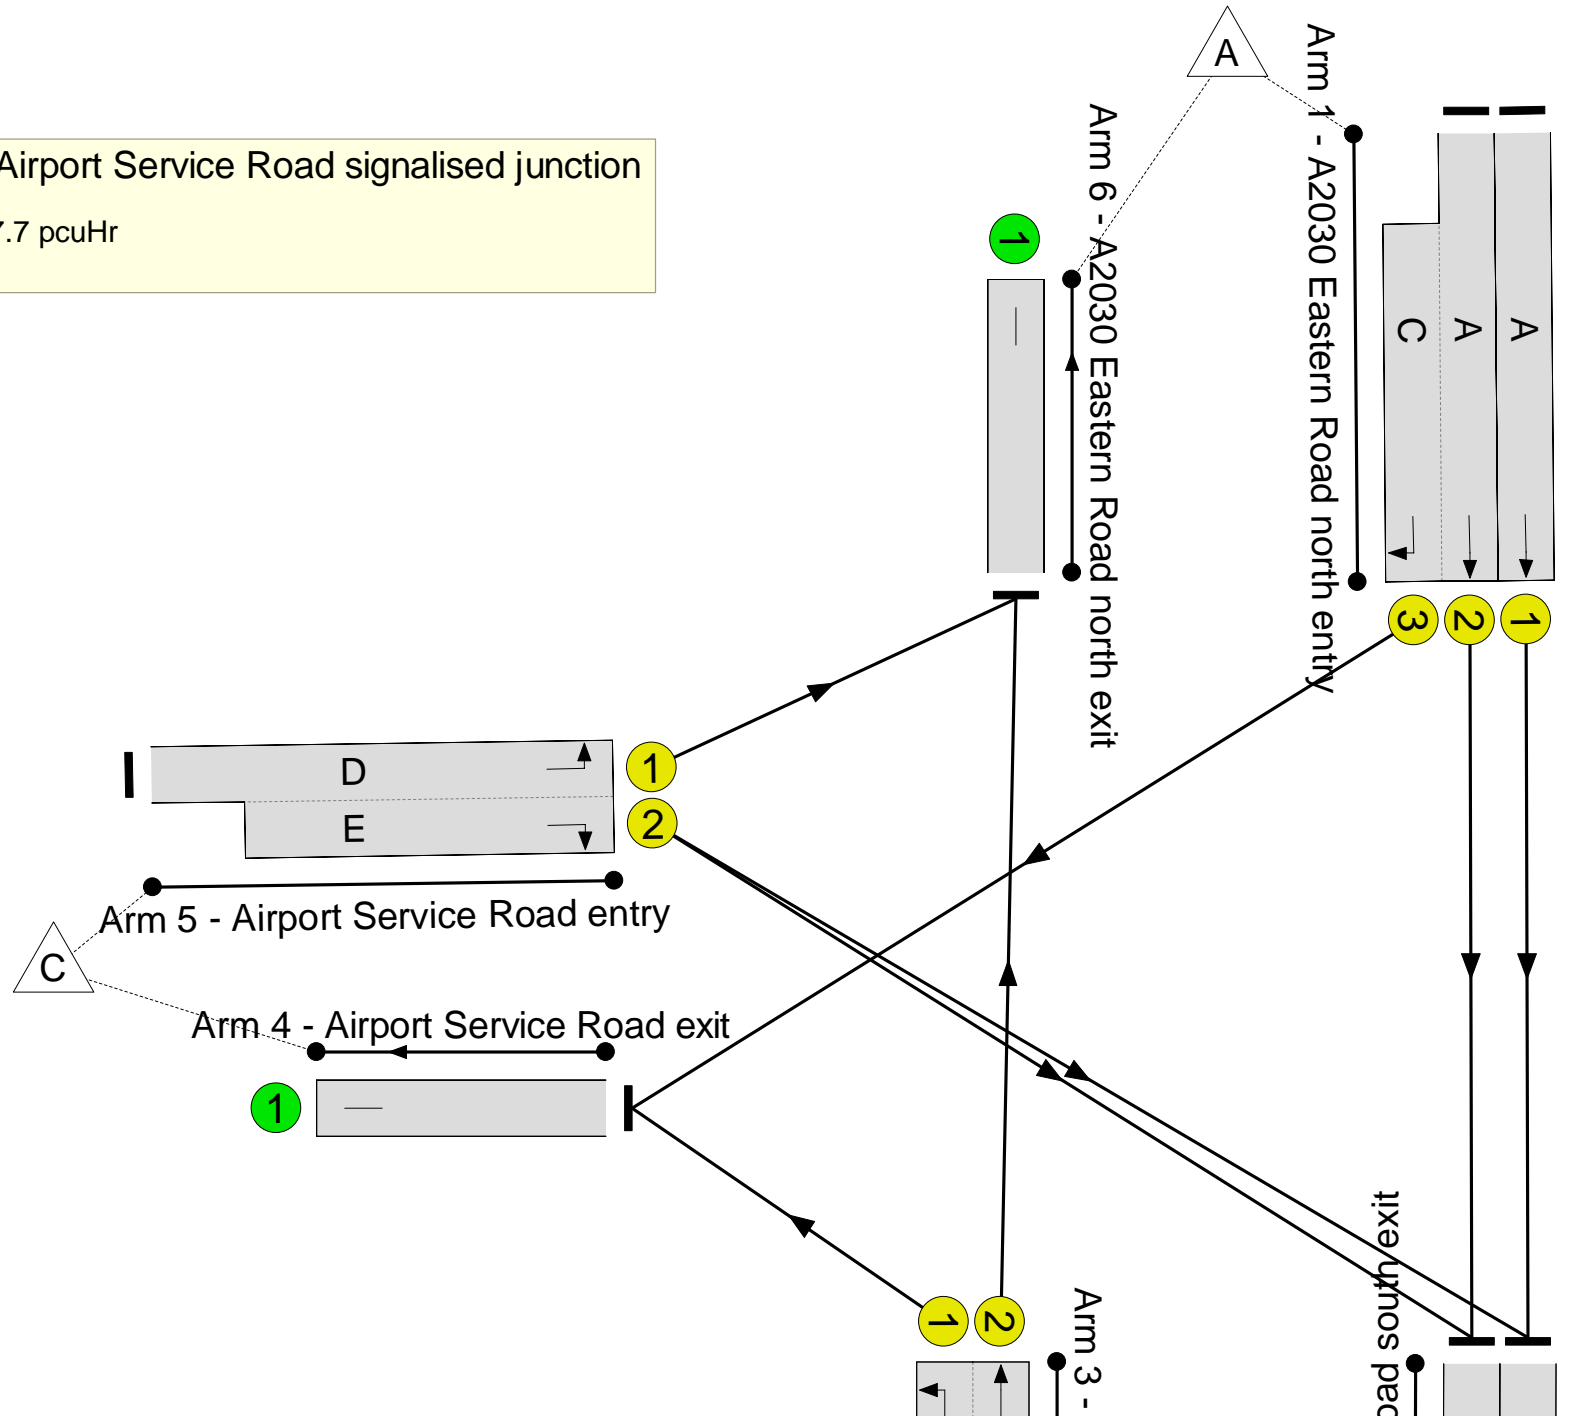 A
Airport Service Road signalised junction
7.7 pcuHr
Arm 1 - A2030 Eastern Road north entry
Arm 6 - A2030 Eastern Road north exit
1
C
A
A
3
2
1
D
E
1
2
Arm 5 - Airport Service Road entry
C
Arm 4 - Airport Service Road exit
1
1
2
Arm 3 -
south exit